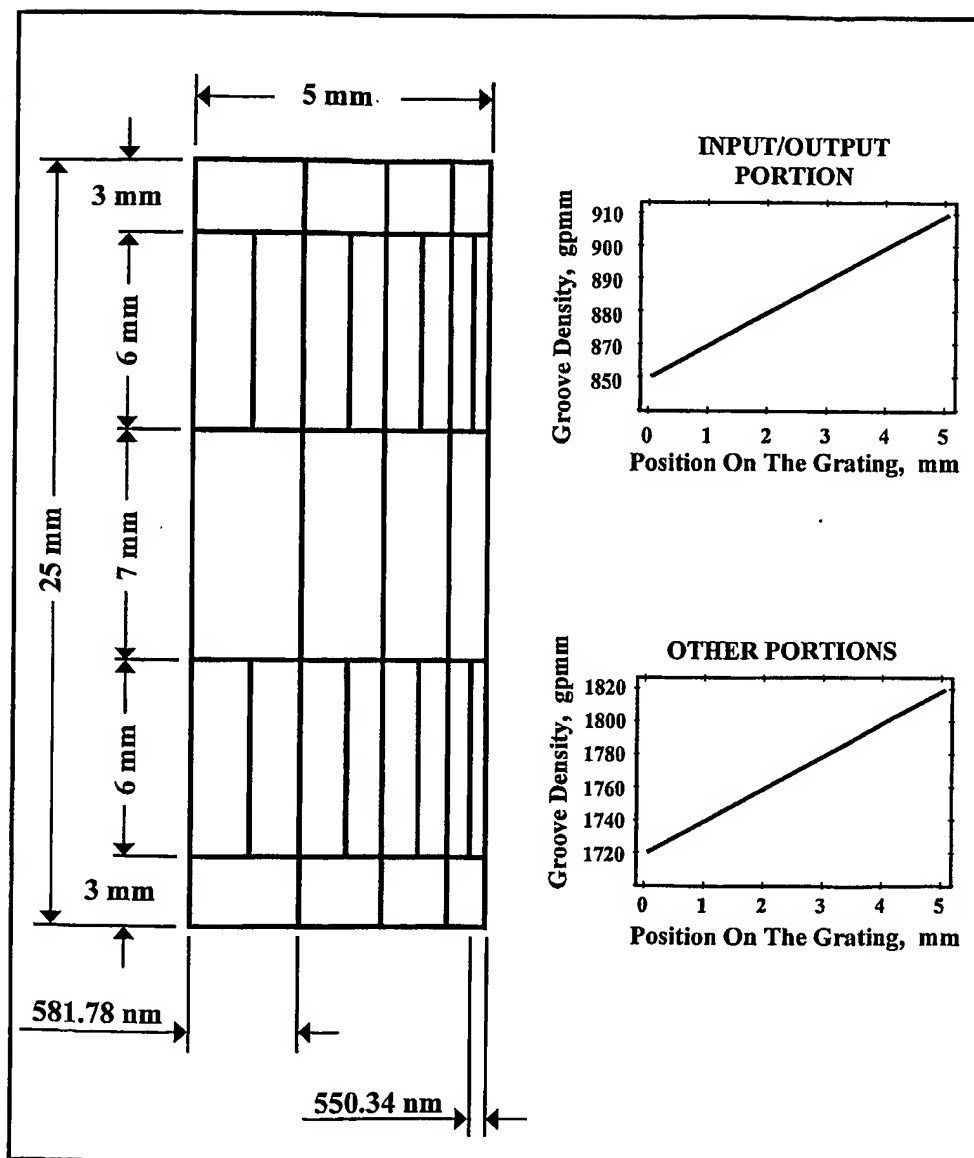 5 mm
3 mm
6 mm
25 mm
7 mm
6 mm
3 mm
581.78 nm
550.34 nm
INPUT/OUTPUT
PORTION
Groove Density, gpmm
910
900
890
880
870
850
0 1 2 3 4 5
Position On The Grating, mm
OTHER PORTIONS
Groove Density, gpmm
1820
1800
1780
1760
1740
1720
0 1 2 3 4 5
Position On The Grating, mm